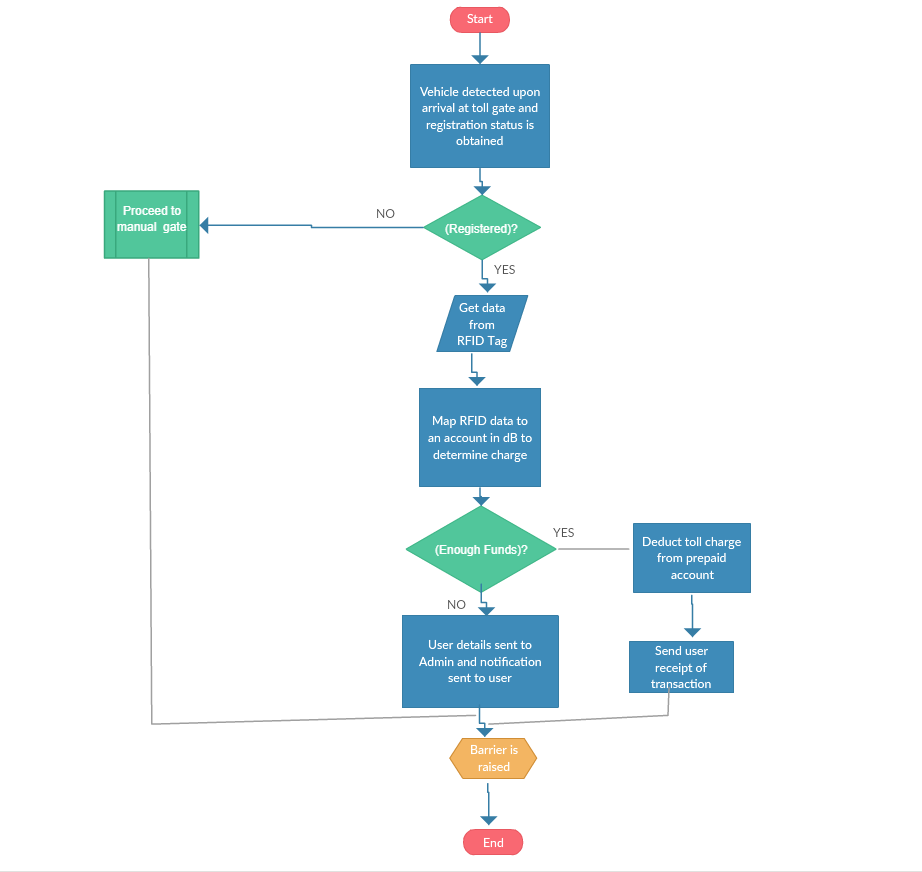 Start
Vehicle detected upon
arrival at toll gate and
registration status is
obtained
Proceed to
manual gate
NO
(Registered)?
YES
Get data
from
RFID Tag
Map RFID data to
an account in dB to
determine charge
(Enough Funds)?
YES
Deduct toll charge
from prepaid
account
NO
User details sent to
Admin and notification
sent to user
Send user
receipt of
transaction
Barrier is
raised
End